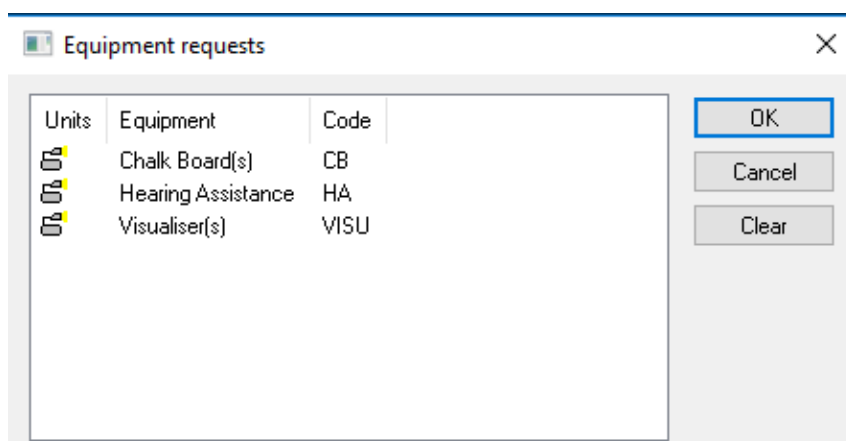 Equipment requests
Units Equipment Code
Chalk Board(s) CB
Hearing Assistance HA
Visualiser(s) VISU
OK
Cancel
Clear